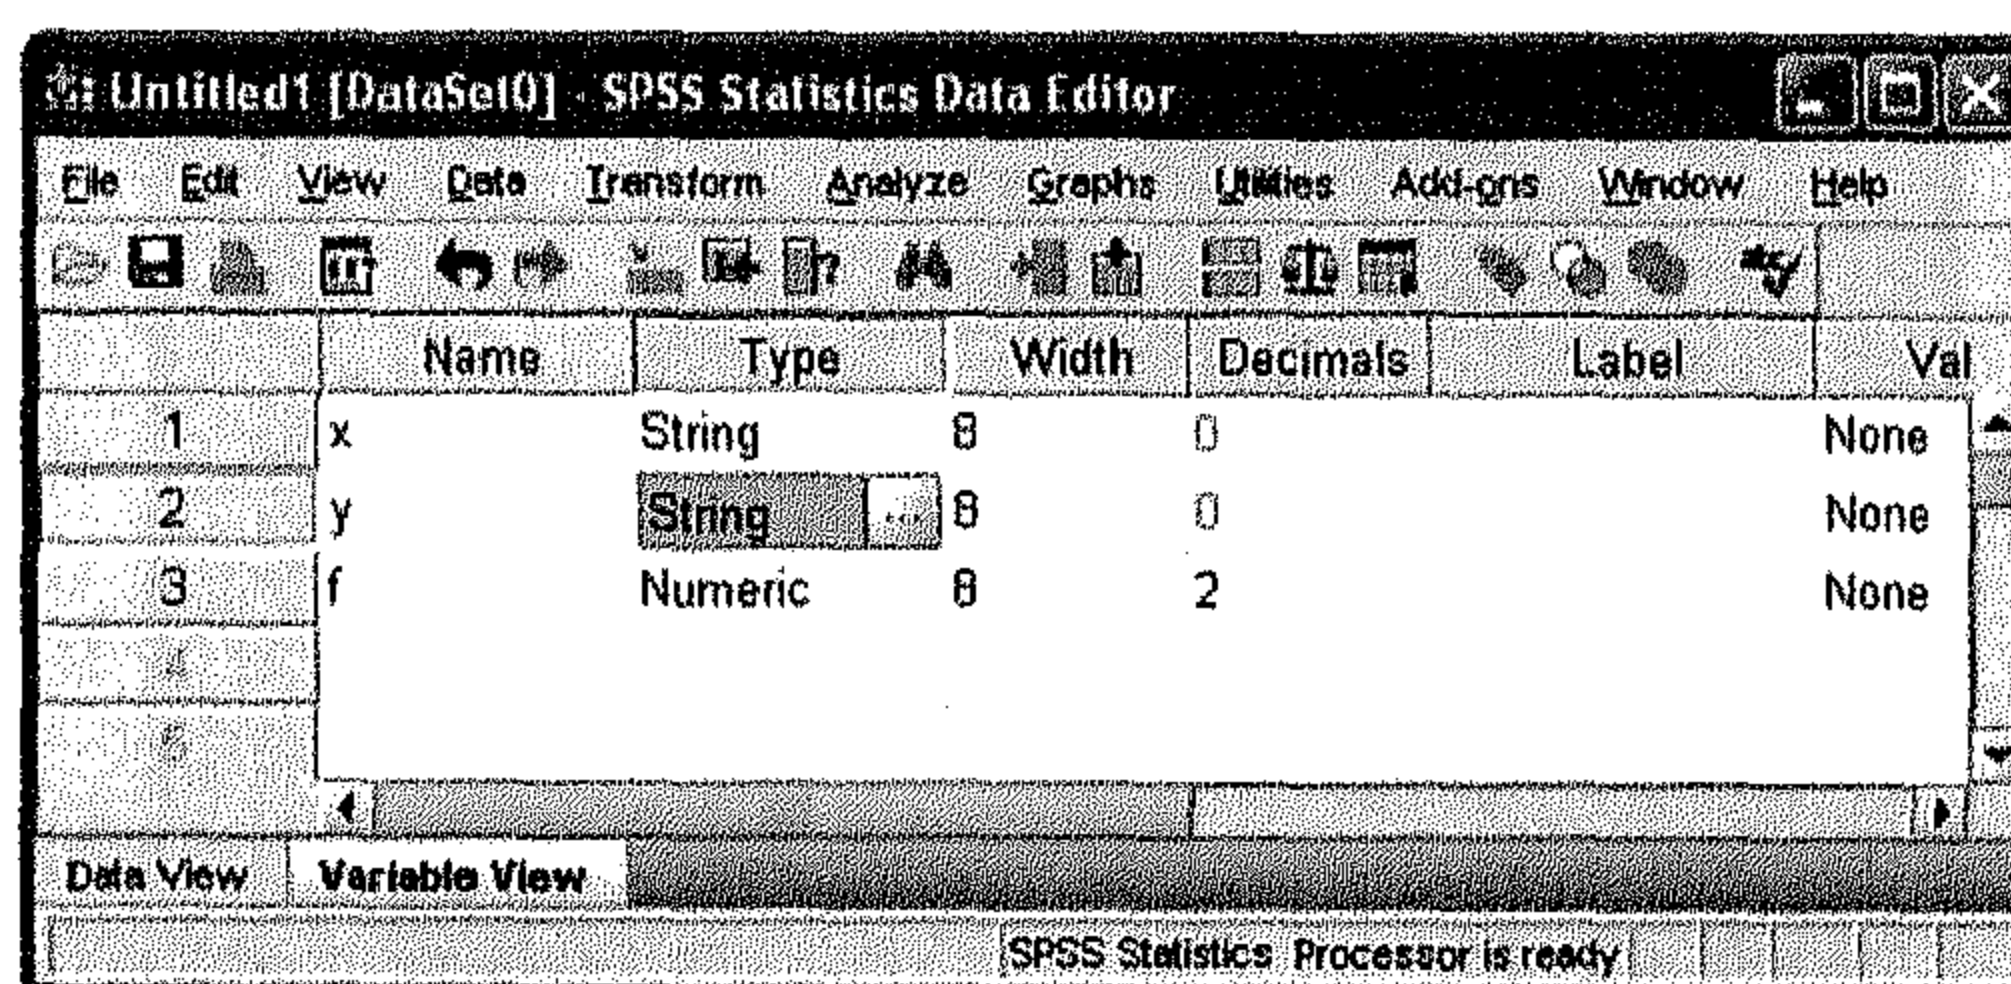 Untitled1 [DataSet0] - SPSS Statistics Data Editor
File Edit View Data Transform Analyze Graphs Utilities Add-ons Window Help
Name Type Width Decimals Label Val
1 x String 8 0 None
2 y String ... 8 0 None
3 f Numeric 8 2 None
4
5
Data View Variable View
SPSS Statistics Processor is ready